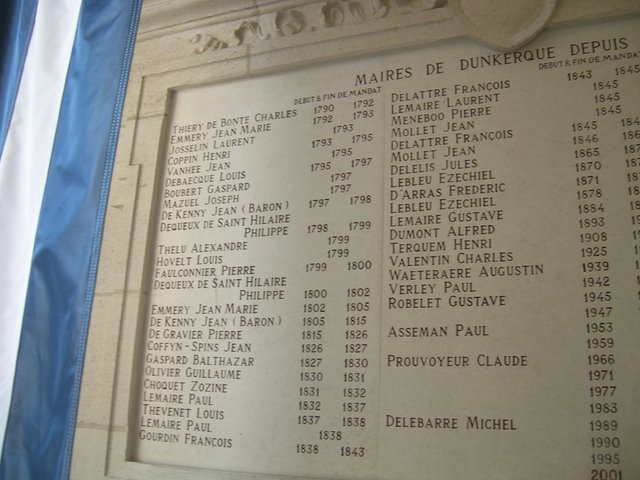 MAIRES DE DUNKERQUE DEPUIS
DEBUT & FIN DE MANDAT
THIERY DE BONTE CHARLES 1790 1792
EMMERY JEAN MARIE 1792 1793
JOSSELIN LAURENT 1793
COPPIN HENRI 1793 1795
VANHEE JEAN 1795
DEBAECQUE LOUIS 1795 1797
BOUBERT GASPARD 1797
MAZUEL JOSEPH 1797
DE KENNY JEAN (BARON) 1797 1798
DEQUEUX DE SAINT HILAIRE
PHILIPPE 1798 1799
THELU ALEXANDRE 1799
HOVELT LOUIS 1799
FAULCONNIER PIERRE 1799 1800
DEQUEUX DE SAINT HILAIRE
PHILIPPE 1800 1802
EMMERY JEAN MARIE 1802 1805
DE KENNY JEAN (BARON) 1805 1815
DE GRAVIER PIERRE 1815 1826
COFFYN-SPINS JEAN 1826 1827
GASPARD BALTHAZAR 1827 1830
OLIVIER GUILLAUME 1830 1831
CHOQUET ZOZINE 1831 1832
LEMAIRE PAUL 1832 1837
THEVENET LOUIS 1837 1838
LEMAIRE PAUL 1838
GOURDIN FRANÇOIS 1838 1843
DEBUT & FIN DE MANDAT
DELATTRE FRANÇOIS 1843 1845
LEMAIRE LAURENT 1845
MENEBOO PIERRE 1845
MOLLET JEAN 1845
DELATTRE FRANÇOIS 1845
MOLLET JEAN 1846
DELELIS JULES 1865
LEBLEU EZECHIEL 1870
D'ARRAS FREDERIC 1871
LEBLEU EZECHIEL 1878
LEMAIRE GUSTAVE 1884
DUMONT ALFRED 1893
TERQUEM HENRI 1908
VALENTIN CHARLES 1925
WAETERAERE AUGUSTIN 1939
VERLEY PAUL 1942
ROBELET GUSTAVE 1945
1947
ASSEMAN PAUL 1953
1959
PROUVOYEUR CLAUDE 1966
1971
1977
1983
DELEBARRE MICHEL 1989
1990
1995
2001